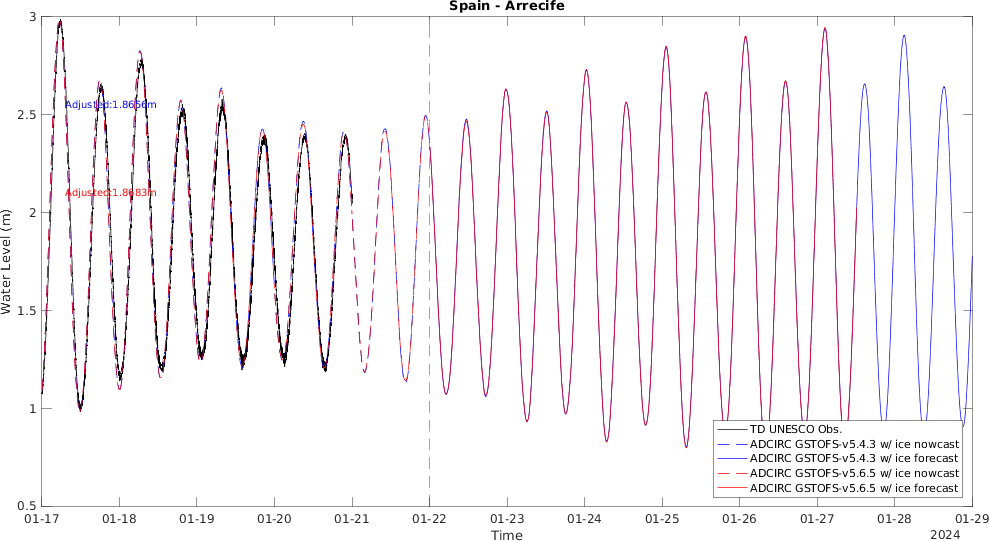 Spain - Arrecife
3
2.5
2
1.5
1
0.5
Water Level (m)
Adjusted:1.8656m
Adjusted:1.8683m
TD UNESCO Obs.
ADCIRC GSTOFS-v5.4.3 w/ ice nowcast
ADCIRC GSTOFS-v5.4.3 w/ ice forecast
ADCIRC GSTOFS-v5.6.5 w/ ice nowcast
ADCIRC GSTOFS-v5.6.5 w/ ice forecast
01-17 01-18 01-19 01-20 01-21 01-22 01-23 01-24 01-25 01-26 01-27 01-28 01-29
Time
2024